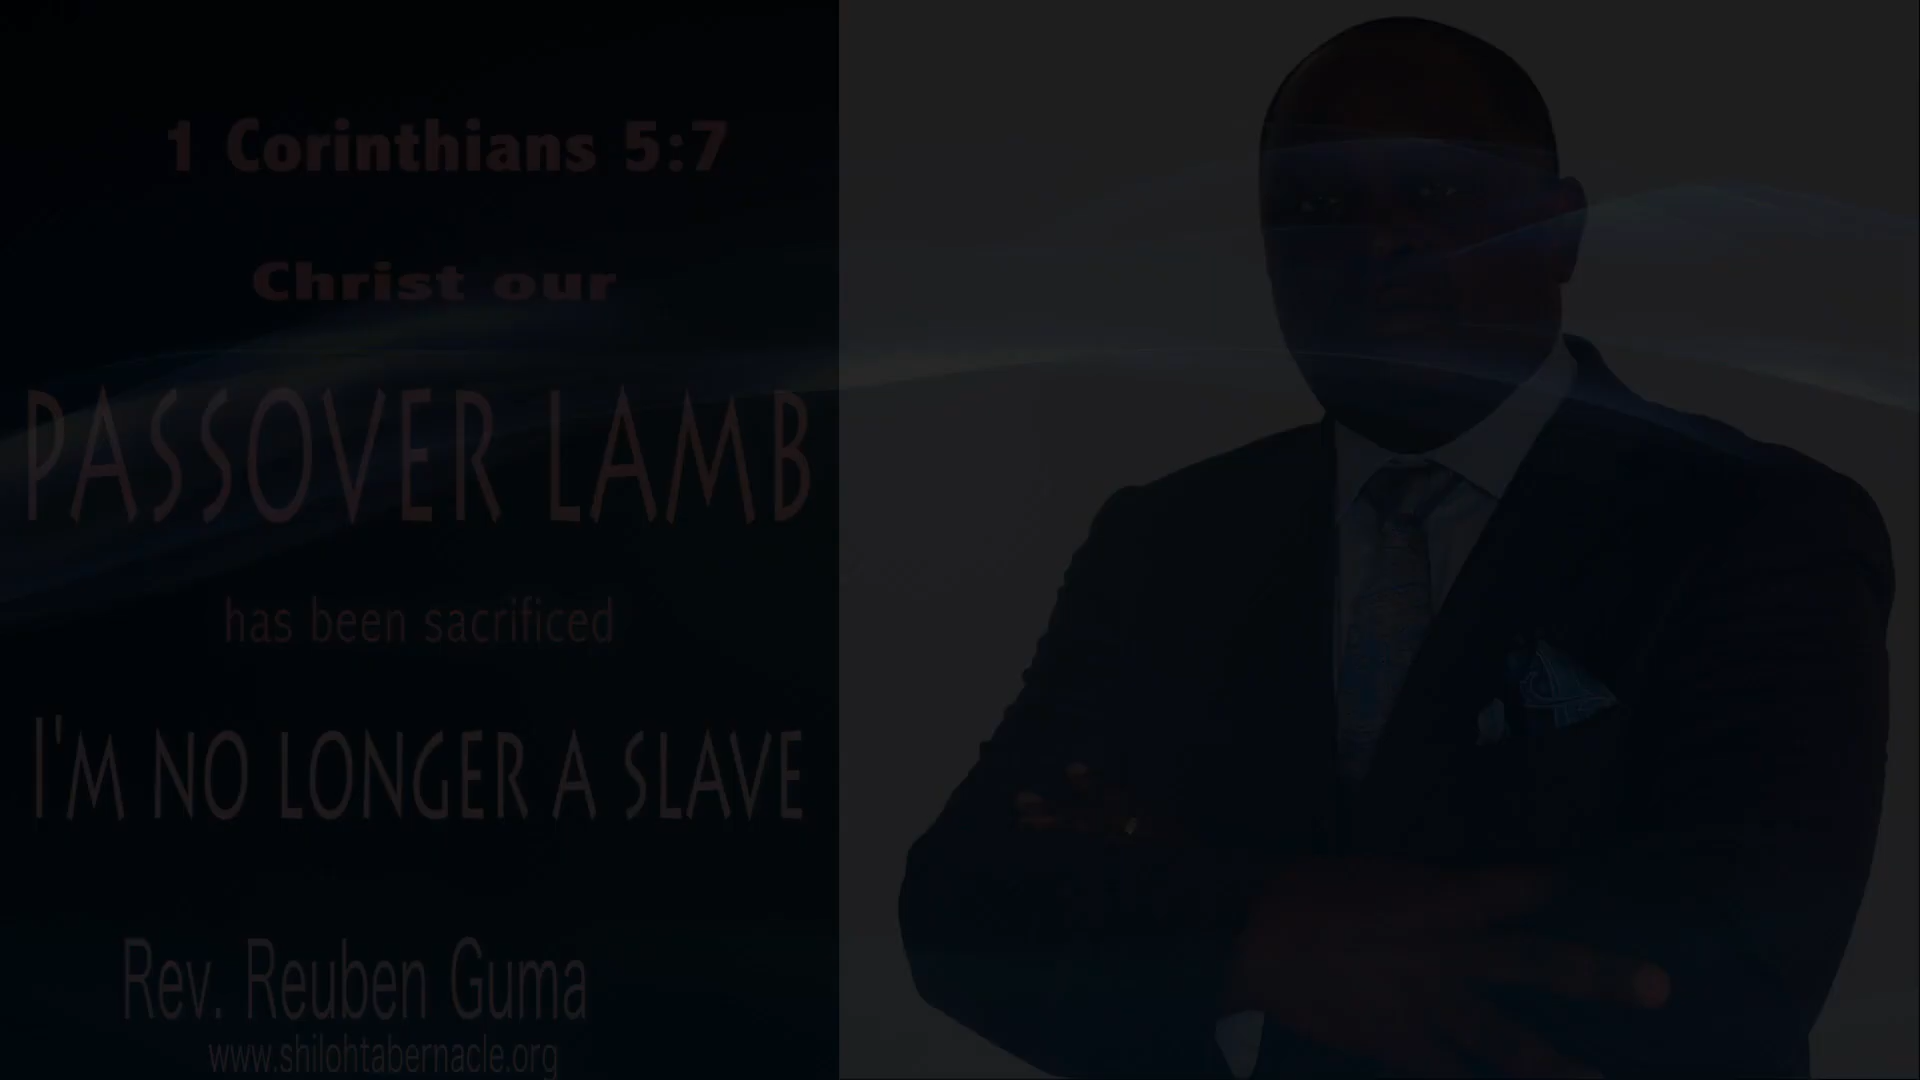 1 Corinthians 5:7
Christ our
PASSOVER LAMB
has been sacrificed
I'M NO LONGER A SLAVE
Rev. Reuben Guma
www.shilohtabernacle.org